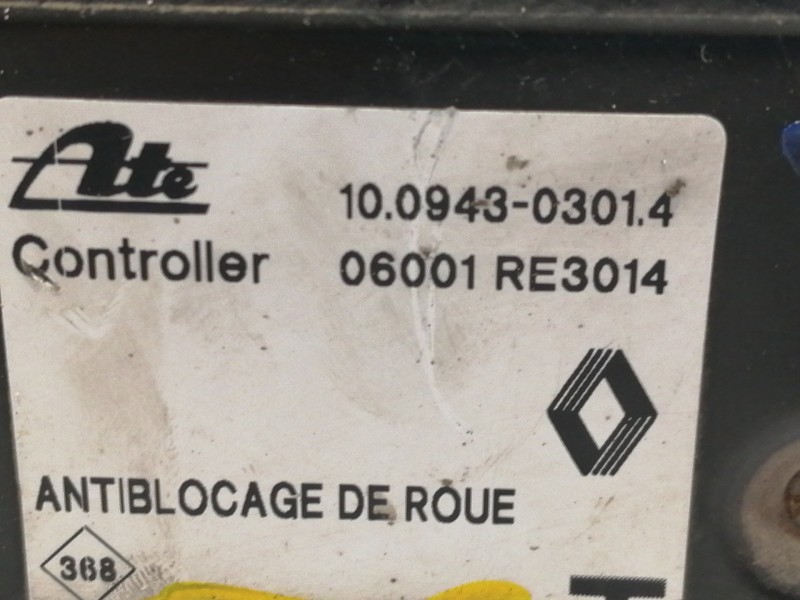 Ate
10.0943-0301.4
Controller
06001 RE3014
ANTIBLOCAGE DE ROUE
368